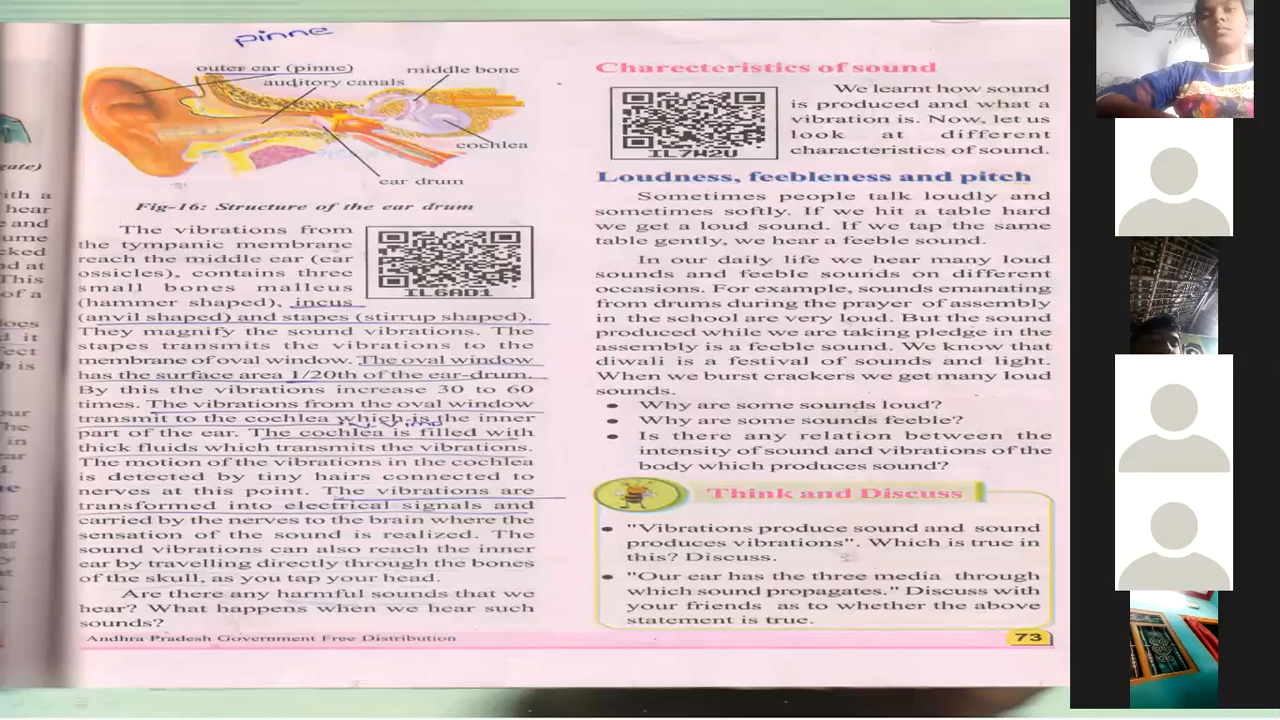 pinne
outer ear (pinne)
middle bone
auditory canals
cochlea
ear drum
Fig-16: Structure of the ear drum
The vibrations from
the tympanic membrane
reach the middle ear (ear
ossicles), contains three
small bones malleus
(hammer shaped), incus
IL6AD1
(anvil shaped) and stapes (stirrup shaped).
They magnify the sound vibrations. The
stapes transmits the vibrations to the
membrane of oval window. The oval window
has the surface area 1/20th of the ear-drum.
By this the vibrations increase 30 to 60
times. The vibrations from the oval window
transmit to the cochlea which is the inner
part of the ear. The cochlea is filled with
thick fluids which transmits the vibrations.
The motion of the vibrations in the cochlea
is detected by tiny hairs connected to
nerves at this point. The vibrations are
transformed into electrical signals and
carried by the nerves to the brain where the
sensation of the sound is realized. The
sound vibrations can also reach the inner
ear by travelling directly through the bones
of the skull, as you tap your head.
Are there any harmful sounds that we
hear? What happens when we hear such
sounds?
Andhra Pradesh Government Free Distribution
Charecteristics of sound
We learnt how sound
is produced and what a
vibration is. Now, let us
look at different
characteristics of sound.
IL7W2U
Loudness, feebleness and pitch
Sometimes people talk loudly and
sometimes softly. If we hit a table hard
we get a loud sound. If we tap the same
table gently, we hear a feeble sound.
In our daily life we hear many loud
sounds and feeble sounds on different
occasions. For example, sounds emanating
from drums during the prayer of assembly
in the school are very loud. But the sound
produced while we are taking pledge in the
assembly is a feeble sound. We know that
diwali is a festival of sounds and light.
When we burst crackers we get many loud
sounds.
• Why are some sounds loud?
• Why are some sounds feeble?
• Is there any relation between the
intensity of sound and vibrations of the
body which produces sound?
Think and Discuss
• "Vibrations produce sound and sound
produces vibrations". Which is true in
this? Discuss.
• "Our ear has the three media through
which sound propagates." Discuss with
your friends as to whether the above
statement is true.
73